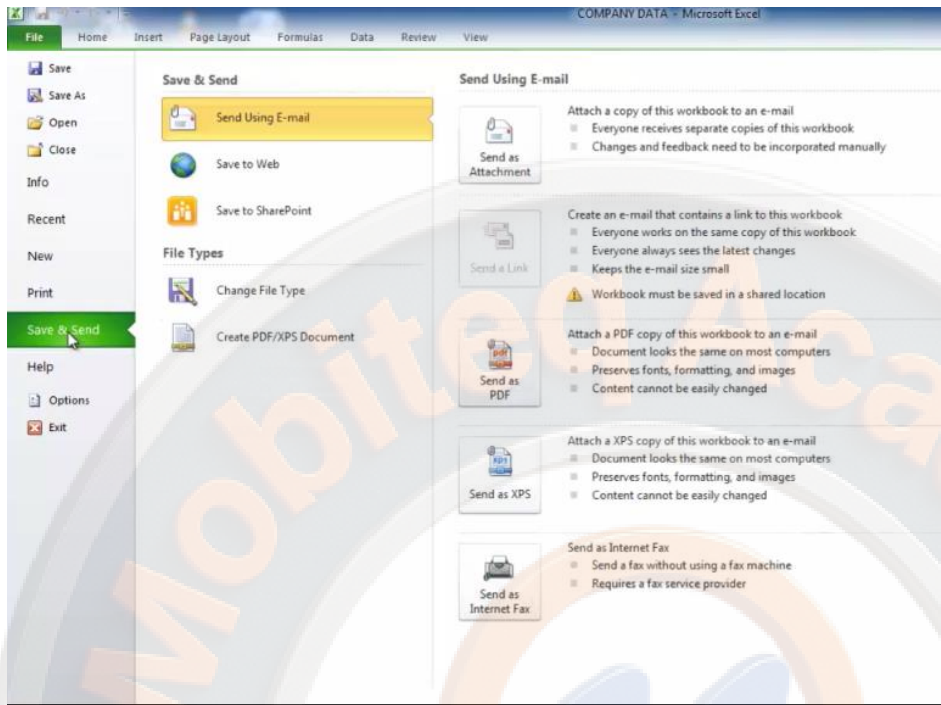 COMPANY DATA - Microsoft Excel
File Home Insert Page Layout Formulas Data Review View
Save
Save As
Open
Close
Info
Recent
New
Print
Save & Send
Help
Options
Exit
Save & Send
Send Using E-mail
Save to Web
Save to SharePoint
File Types
Change File Type
Create PDF/XPS Document
Send Using E-mail
Send as
Attachment
Attach a copy of this workbook to an e-mail
Everyone receives separate copies of this workbook
Changes and feedback need to be incorporated manually
Send a Link
Create an e-mail that contains a link to this workbook
Everyone works on the same copy of this workbook
Everyone always sees the latest changes
Keeps the e-mail size small
Workbook must be saved in a shared location
Send as
PDF
Attach a PDF copy of this workbook to an e-mail
Document looks the same on most computers
Preserves fonts, formatting, and images
Content cannot be easily changed
Send as XPS
Attach a XPS copy of this workbook to an e-mail
Document looks the same on most computers
Preserves fonts, formatting, and images
Content cannot be easily changed
Send as
Internet Fax
Send as Internet Fax
Send a fax without using a fax machine
Requires a fax service provider
Mobiteq Aca